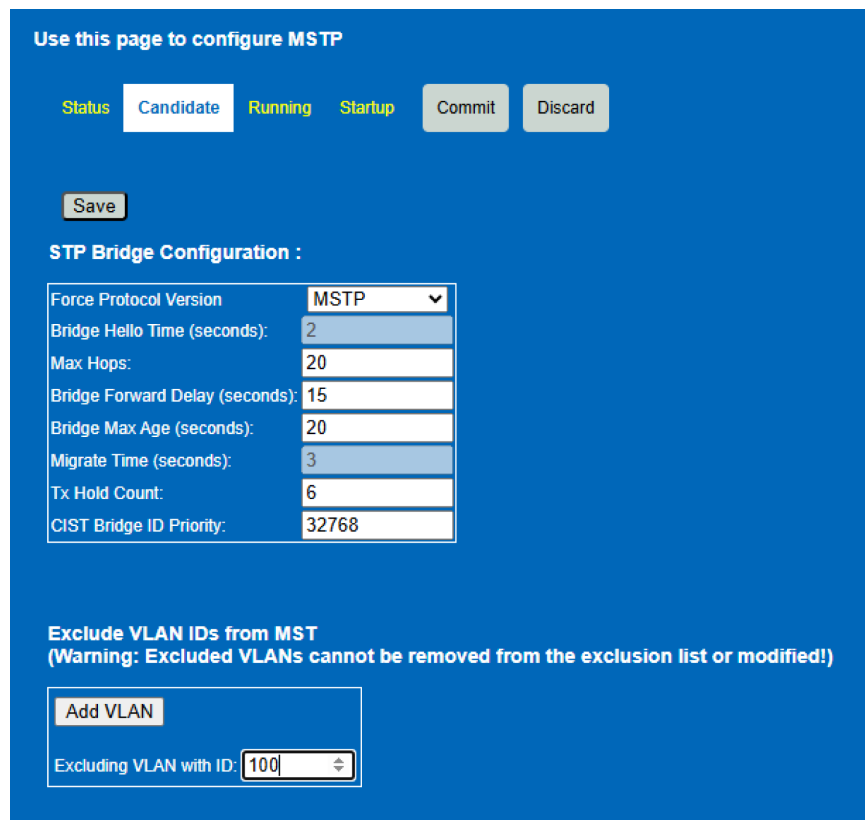 Use this page to configure MSTP
Status Candidate Running Startup Commit Discard
Save
STP Bridge Configuration :
Force Protocol Version MSTP
Bridge Hello Time (seconds): 2
Max Hops: 20
Bridge Forward Delay (seconds): 15
Bridge Max Age (seconds): 20
Migrate Time (seconds): 3
Tx Hold Count: 6
CIST Bridge ID Priority: 32768
Exclude VLAN IDs from MST
(Warning: Excluded VLANs cannot be removed from the exclusion list or modified!)
Add VLAN
Excluding VLAN with ID: 100